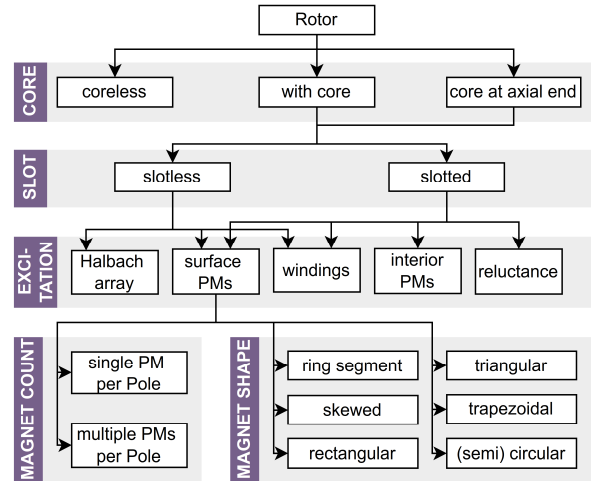 Rotor
CORE
coreless
with core
core at axial end
SLOT
slotless
slotted
EXCI-
TATION
Halbach
array
surface
PMs
windings
interior
PMs
reluctance
MAGNET COUNT
single PM
per Pole
multiple PMs
per Pole
MAGNET SHAPE
ring segment
triangular
skewed
trapezoidal
rectangular
(semi) circular